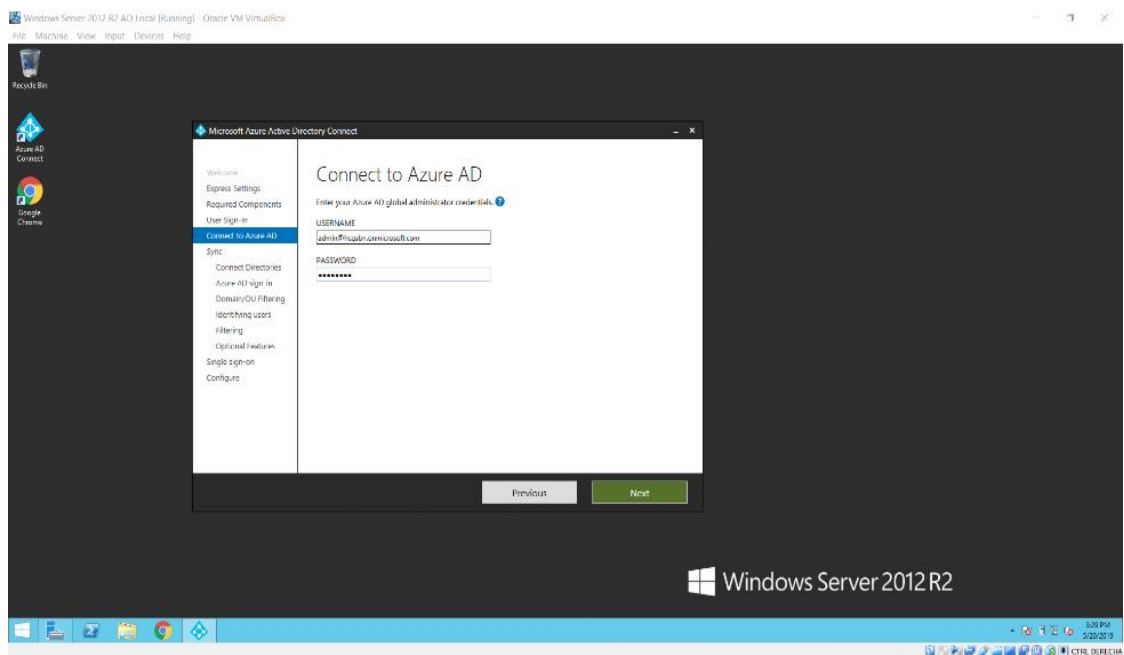 Windows Server 2012 R2 AD Local [Running] - Oracle VM VirtualBox
File Machine View Input Devices Help
Recycle Bin
Azure AD
Connect
Google
Chrome
Microsoft Azure Active Directory Connect
Welcome
Express Settings
Required Components
User Sign-In
Connect to Azure AD
Sync
Connect Directories
Azure AD sign-in
Domain/OU Filtering
Identifying users
Filtering
Optional Features
Single sign-on
Configure
Connect to Azure AD
Enter your Azure AD global administrator credentials. ?
USERNAME
PASSWORD
••••••••
Previous
Next
Windows Server 2012 R2
5/20/2019
CTRL DERECHA